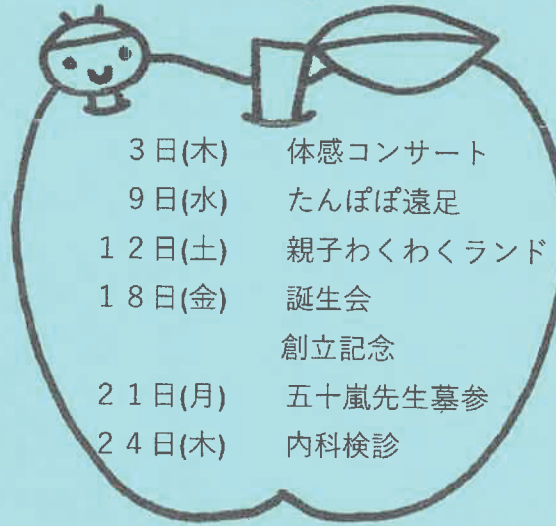 ３日(木) 体感コンサート
９日(水) たんぽぽ遠足
１２日(土) 親子わくわくランド
１８日(金) 誕生会
創立記念
２１日(月) 五十嵐先生墓参
２４日(木) 内科検診